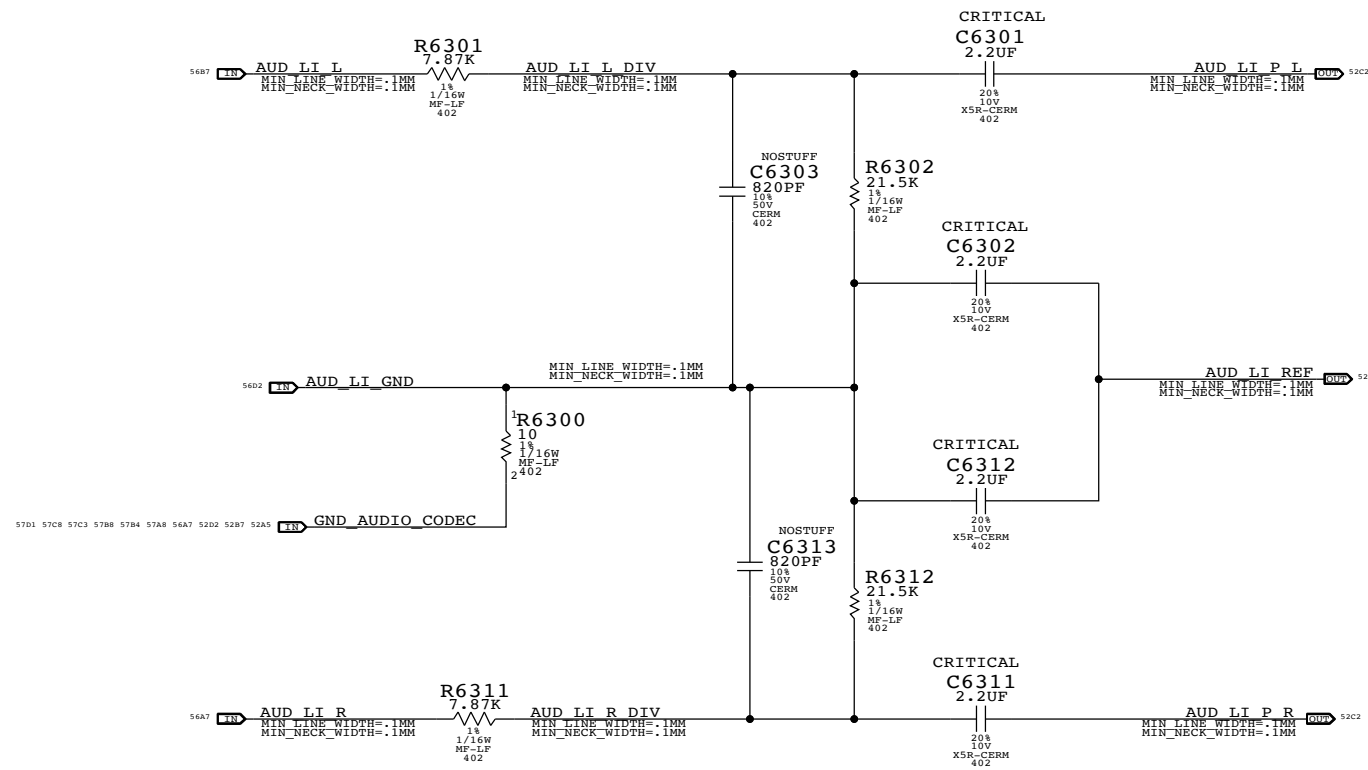 CRITICAL
C6301
2.2UF
20%
10V
X5R-CERM
402
56B7
IN
AUD_LI_L
MIN_LINE_WIDTH=.1MM
MIN_NECK_WIDTH=.1MM
R6301
7.87K
1%
1/16W
MF-LF
402
AUD_LI_L_DIV
MIN_LINE_WIDTH=.1MM
MIN_NECK_WIDTH=.1MM
AUD_LI_P_L
MIN_LINE_WIDTH=.1MM
MIN_NECK_WIDTH=.1MM
OUT
52C2
NOSTUFF
C6303
820PF
10%
50V
CERM
402
R6302
21.5K
1%
1/16W
MF-LF
402
CRITICAL
C6302
2.2UF
20%
10V
X5R-CERM
402
56D2
IN
AUD_LI_GND
MIN_LINE_WIDTH=.1MM
MIN_NECK_WIDTH=.1MM
AUD_LI_REF
MIN_LINE_WIDTH=.1MM
MIN_NECK_WIDTH=.1MM
OUT
52
1
R6300
10
1%
1/16W
MF-LF
402
2
CRITICAL
C6312
2.2UF
20%
10V
X5R-CERM
402
57D1 57C8 57C3 57B8 57B4 57A8 56A7 52D2 52B7 52A5
IN
GND_AUDIO_CODEC
NOSTUFF
C6313
820PF
10%
50V
CERM
402
R6312
21.5K
1%
1/16W
MF-LF
402
CRITICAL
C6311
2.2UF
20%
10V
X5R-CERM
402
56A7
IN
AUD_LI_R
MIN_LINE_WIDTH=.1MM
MIN_NECK_WIDTH=.1MM
R6311
7.87K
1%
1/16W
MF-LF
402
AUD_LI_R_DIV
MIN_LINE_WIDTH=.1MM
MIN_NECK_WIDTH=.1MM
AUD_LI_P_R
MIN_LINE_WIDTH=.1MM
MIN_NECK_WIDTH=.1MM
OUT
52C2